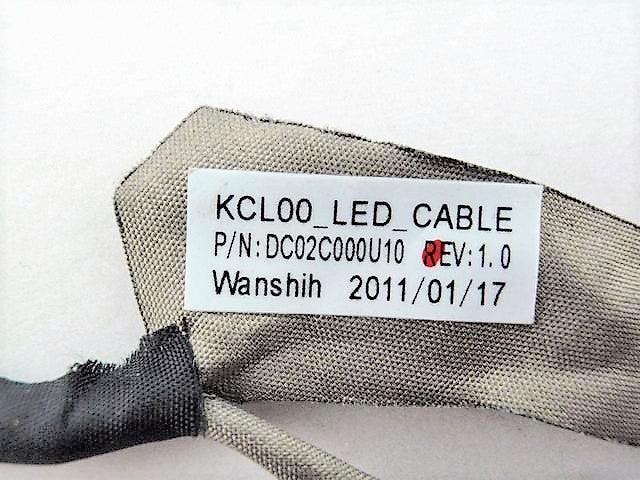 KCL00_LED_CABLE
P/N:DC02C000U10 REV:1.0
Wanshih 2011/01/17